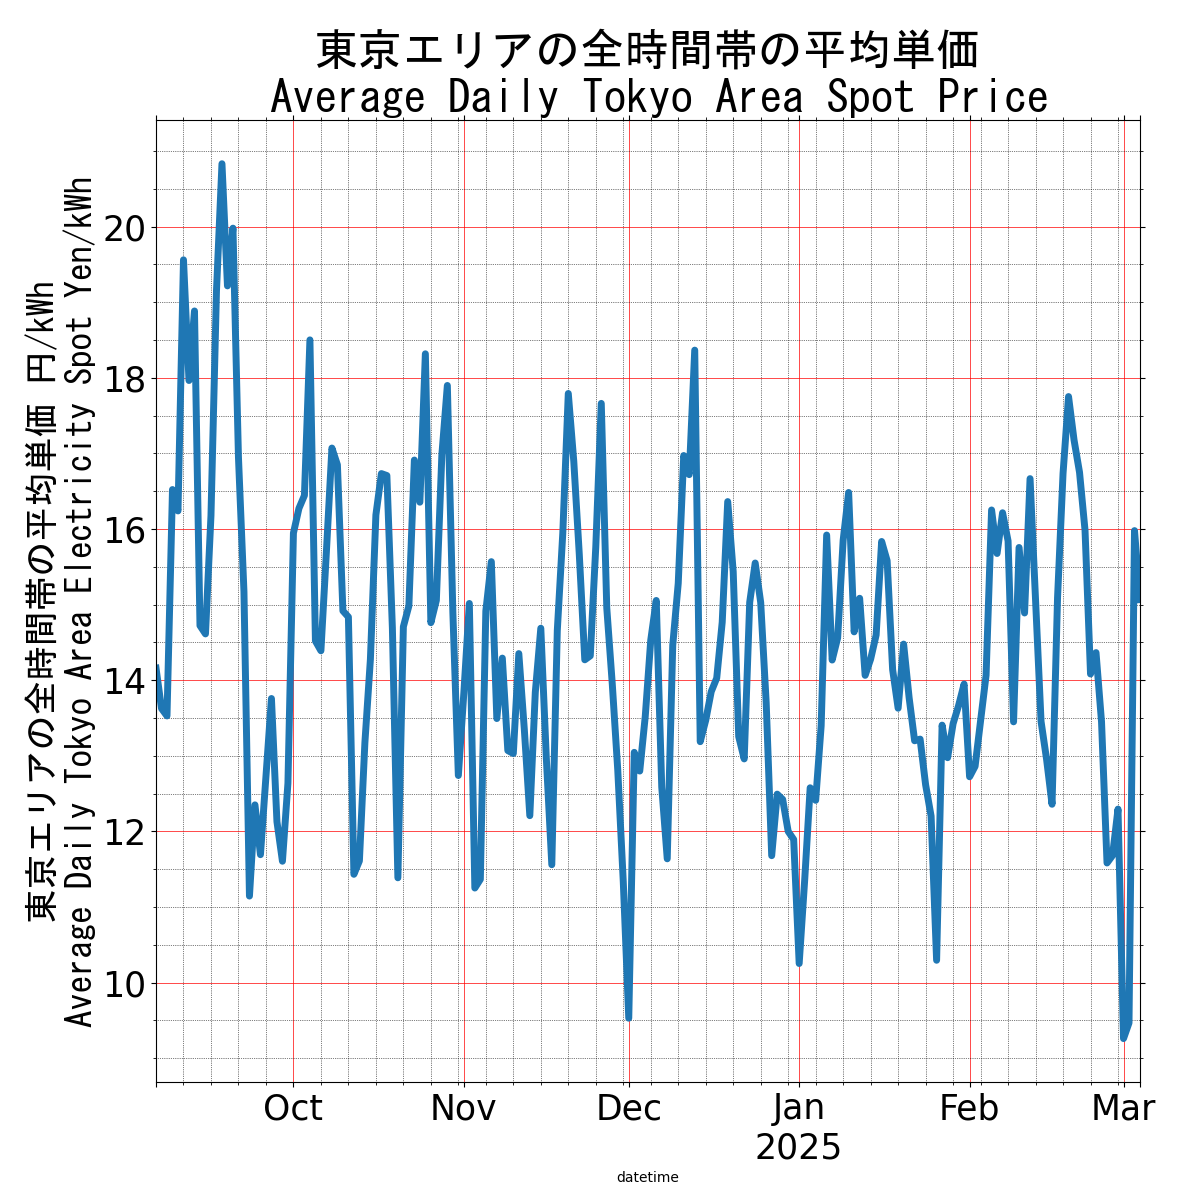 東京エリアの全時間帯の平均単価
Average Daily Tokyo Area Spot Price
東京エリアの全時間帯の平均単価 円/kWh
Average Daily Tokyo Area Electricity Spot Yen/kWh
20
18
16
14
12
10
Oct
Nov
Dec
Jan
2025
Feb
Mar
datetime